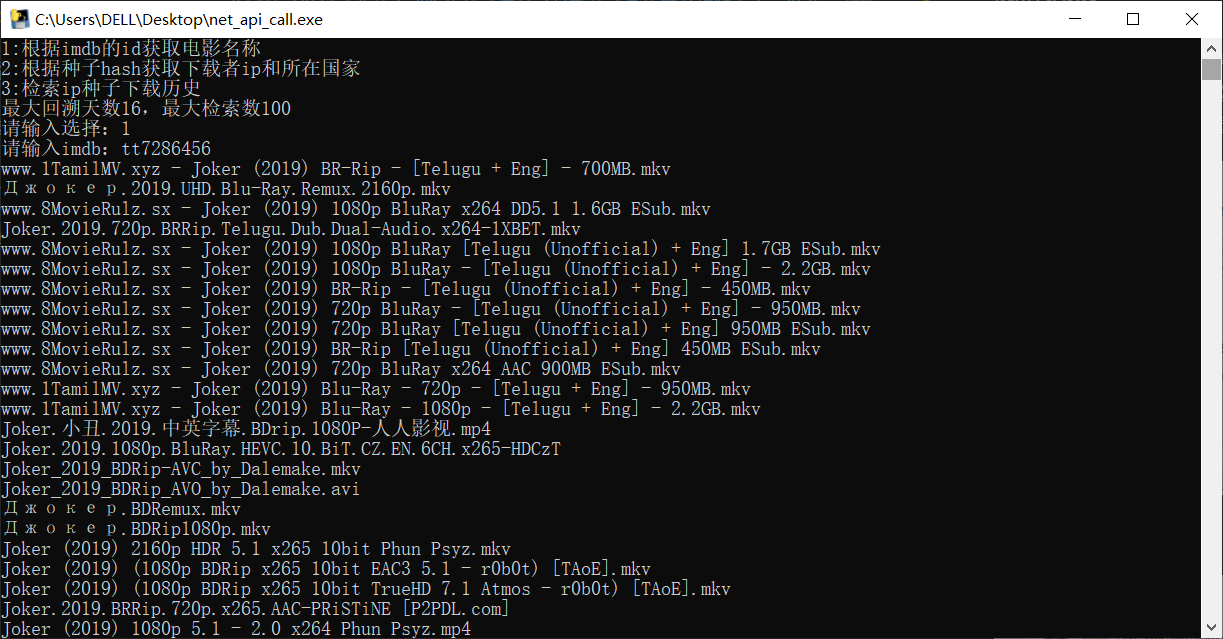 C:\Users\DELL\Desktop\net_api_call.exe
1:根据imdb的id获取电影名称
2:根据种子hash获取下载者ip和所在国家
3:检索ip种子下载历史
最大回溯天数16，最大检索数100
请输入选择：1
请输入imdb：tt7286456
www.1TamilMV.xyz - Joker (2019) BR-Rip - [Telugu + Eng] - 700MB.mkv
Джокер.2019.UHD.Blu-Ray.Remux.2160p.mkv
www.8MovieRulz.sx - Joker (2019) 1080p BluRay x264 DD5.1 1.6GB ESub.mkv
Joker.2019.720p.BRRip.Telugu.Dub.Dual-Audio.x264-1XBET.mkv
www.8MovieRulz.sx - Joker (2019) 1080p BluRay [Telugu (Unofficial) + Eng] 1.7GB ESub.mkv
www.8MovieRulz.sx - Joker (2019) 1080p BluRay - [Telugu (Unofficial) + Eng] - 2.2GB.mkv
www.8MovieRulz.sx - Joker (2019) BR-Rip - [Telugu (Unofficial) + Eng] - 450MB.mkv
www.8MovieRulz.sx - Joker (2019) 720p BluRay - [Telugu (Unofficial) + Eng] - 950MB.mkv
www.8MovieRulz.sx - Joker (2019) 720p BluRay [Telugu (Unofficial) + Eng] 950MB ESub.mkv
www.8MovieRulz.sx - Joker (2019) BR-Rip [Telugu (Unofficial) + Eng] 450MB ESub.mkv
www.8MovieRulz.sx - Joker (2019) 720p BluRay x264 AAC 900MB ESub.mkv
www.1TamilMV.xyz - Joker (2019) Blu-Ray - 720p - [Telugu + Eng] - 950MB.mkv
www.1TamilMV.xyz - Joker (2019) Blu-Ray - 1080p - [Telugu + Eng] - 2.2GB.mkv
Joker.小丑.2019.中英字幕.BDrip.1080P-人人影视.mp4
Joker.2019.1080p.BluRay.HEVC.10.BiT.CZ.EN.6CH.x265-HDCzT
Joker_2019_BDRip-AVC_by_Dalemake.mkv
Joker_2019_BDRip_AVO_by_Dalemake.avi
Джокер.BDRemux.mkv
Джокер.BDRip1080p.mkv
Joker (2019) 2160p HDR 5.1 x265 10bit Phun Psyz.mkv
Joker (2019) (1080p BDRip x265 10bit EAC3 5.1 - r0b0t) [TAoE].mkv
Joker (2019) (1080p BDRip x265 10bit TrueHD 7.1 Atmos - r0b0t) [TAoE].mkv
Joker.2019.BRRip.720p.x265.AAC-PRiSTiNE [P2PDL.com]
Joker (2019) 1080p 5.1 - 2.0 x264 Phun Psyz.mp4